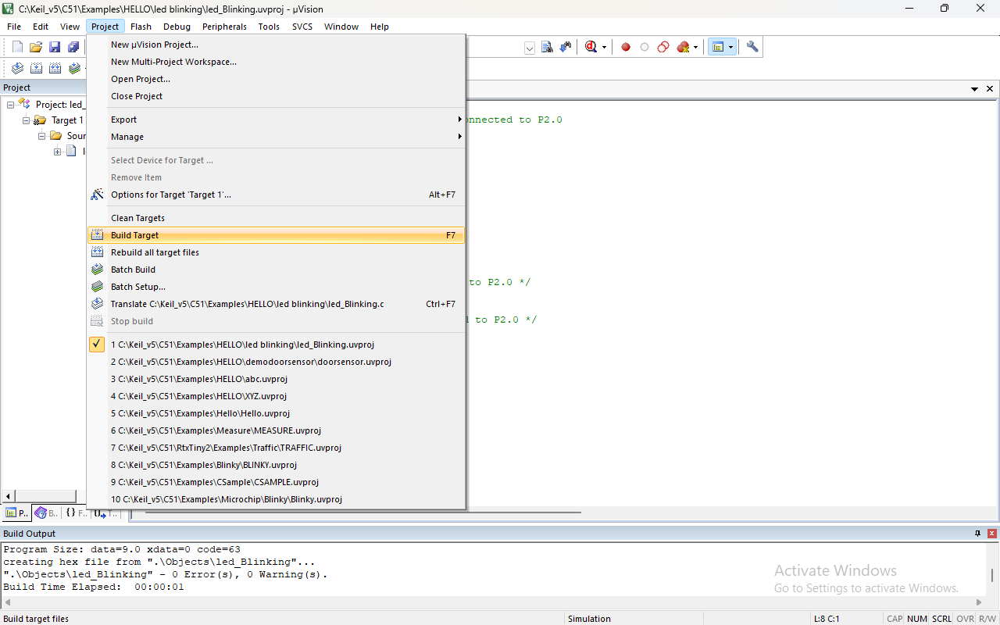 C:\Keil_v5\C51\Examples\HELLO\led blinking\led_Blinking.uvproj - µVision
File Edit View Project Flash Debug Peripherals Tools SVCS Window Help
New µVision Project...
New Multi-Project Workspace...
Open Project...
Close Project
Export
Manage
Select Device for Target ...
Remove Item
Options for Target 'Target 1'... Alt+F7
Clean Targets
Build Target F7
Rebuild all target files
Batch Build
Batch Setup...
Translate C:\Keil_v5\C51\Examples\HELLO\led blinking\led_Blinking.c Ctrl+F7
Stop build
1 C:\Keil_v5\C51\Examples\HELLO\led blinking\led_Blinking.uvproj
2 C:\Keil_v5\C51\Examples\HELLO\demodoorsensor\doorsensor.uvproj
3 C:\Keil_v5\C51\Examples\HELLO\abc.uvproj
4 C:\Keil_v5\C51\Examples\HELLO\XYZ.uvproj
5 C:\Keil_v5\C51\Examples\Hello\Hello.uvproj
6 C:\Keil_v5\C51\Examples\Measure\MEASURE.uvproj
7 C:\Keil_v5\C51\RtxTiny2\Examples\Traffic\TRAFFIC.uvproj
8 C:\Keil_v5\C51\Examples\Blinky\BLINKY.uvproj
9 C:\Keil_v5\C51\Examples\CSample\CSAMPLE.uvproj
10 C:\Keil_v5\C51\Examples\Microchip\Blinky\Blinky.uvproj
Project
Project: led_
Target 1
Sour
nnected to P2.0
to P2.0 */
d to P2.0 */
P.. B.. {} F.. T..
Build Output
Program Size: data=9.0 xdata=0 code=63
creating hex file from ".\Objects\led_Blinking"...
".\Objects\led_Blinking" - 0 Error(s), 0 Warning(s).
Build Time Elapsed: 00:00:01
Activate Windows
Go to Settings to activate Windows.
Build target files Simulation L:8 C:1 CAP NUM SCRL OVR R/W